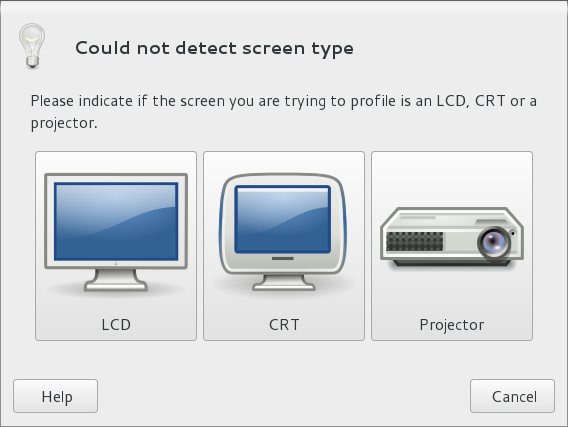 Could not detect screen type
Please indicate if the screen you are trying to profile is an LCD, CRT or a
projector.
LCD
CRT
Projector
Help
Cancel